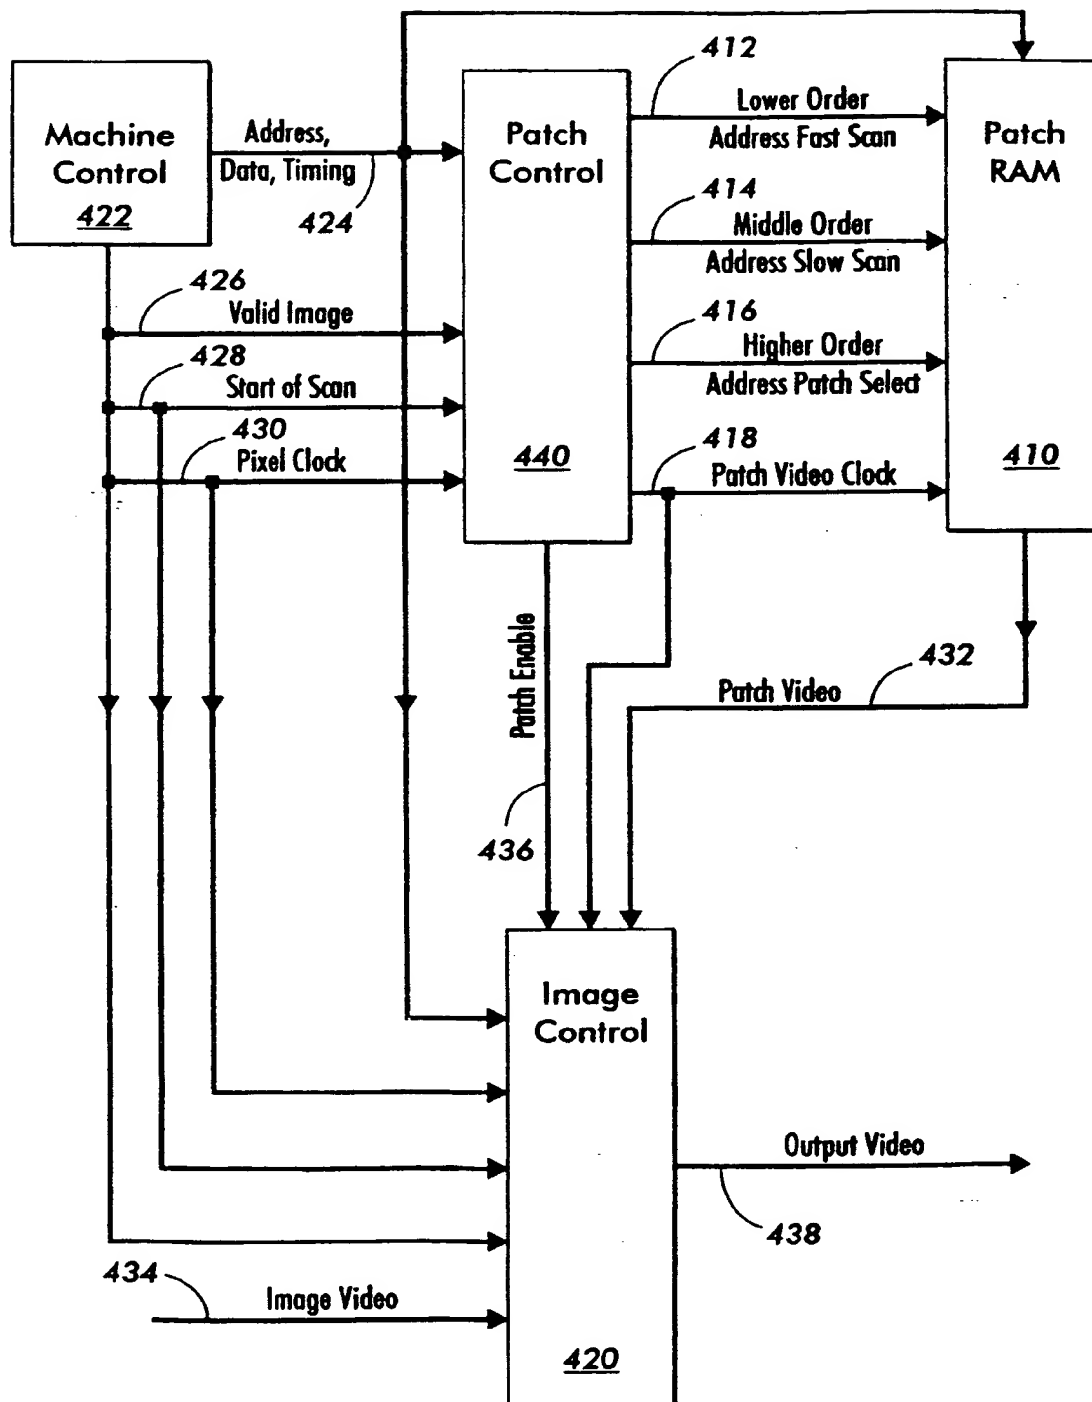 412
Machine
Control
422
Address,
Data, Timing
424
Patch
Control
440
Lower Order
Address Fast Scan
414
Middle Order
Address Slow Scan
416
Higher Order
Address Patch Select
418
Patch Video Clock
Patch
RAM
410
426
Valid Image
428
Start of Scan
430
Pixel Clock
Patch Enable
436
432
Patch Video
Image
Control
420
Output Video
438
434
Image Video